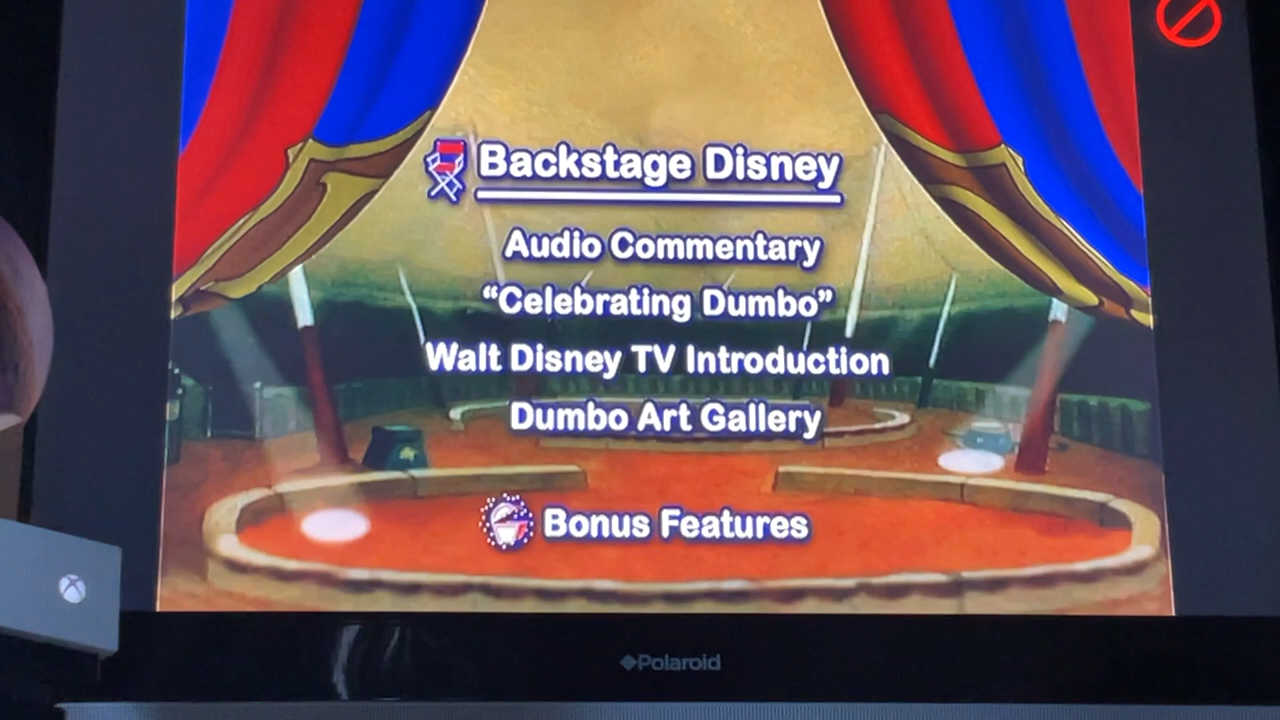 Backstage Disney
Audio Commentary
“Celebrating Dumbo”
Walt Disney TV Introduction
Dumbo Art Gallery
Bonus Features
Polaroid